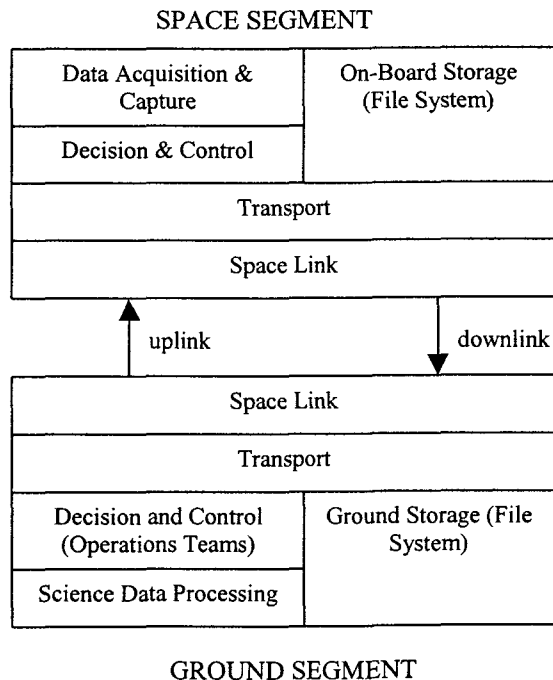 SPACE SEGMENT
Data Acquisition &
Capture
On-Board Storage
(File System)
Decision & Control
Transport
Space Link
uplink
downlink
Space Link
Transport
Decision and Control
(Operations Teams)
Ground Storage (File
System)
Science Data Processing
GROUND SEGMENT